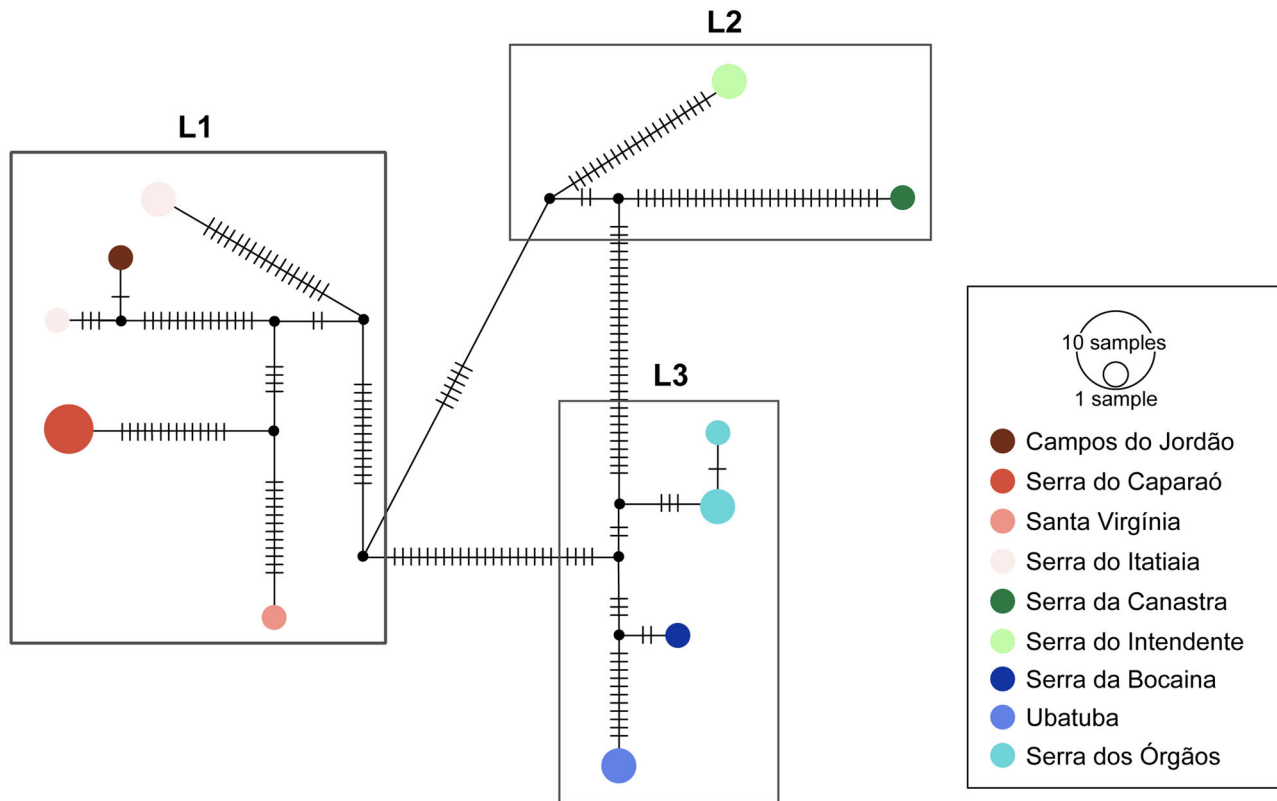 L2
L1
L3
10 samples
1 sample
Campos do Jordão
Serra do Caparaó
Santa Virgínia
Serra do Itatiaia
Serra da Canastra
Serra do Intendente
Serra da Bocaina
Ubatuba
Serra dos Órgãos